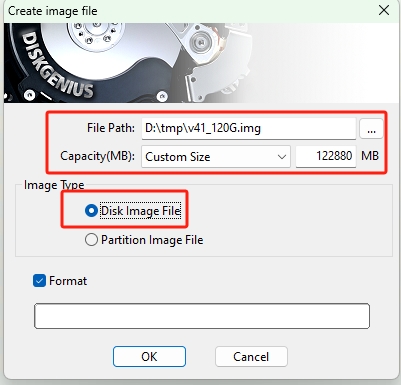 Create image file
DISKGENIUS
File Path: D:\tmp\v41_120G.img ...
Capacity(MB): Custom Size 122880 MB
Image Type
Disk Image File
Partition Image File
Format
OK Cancel